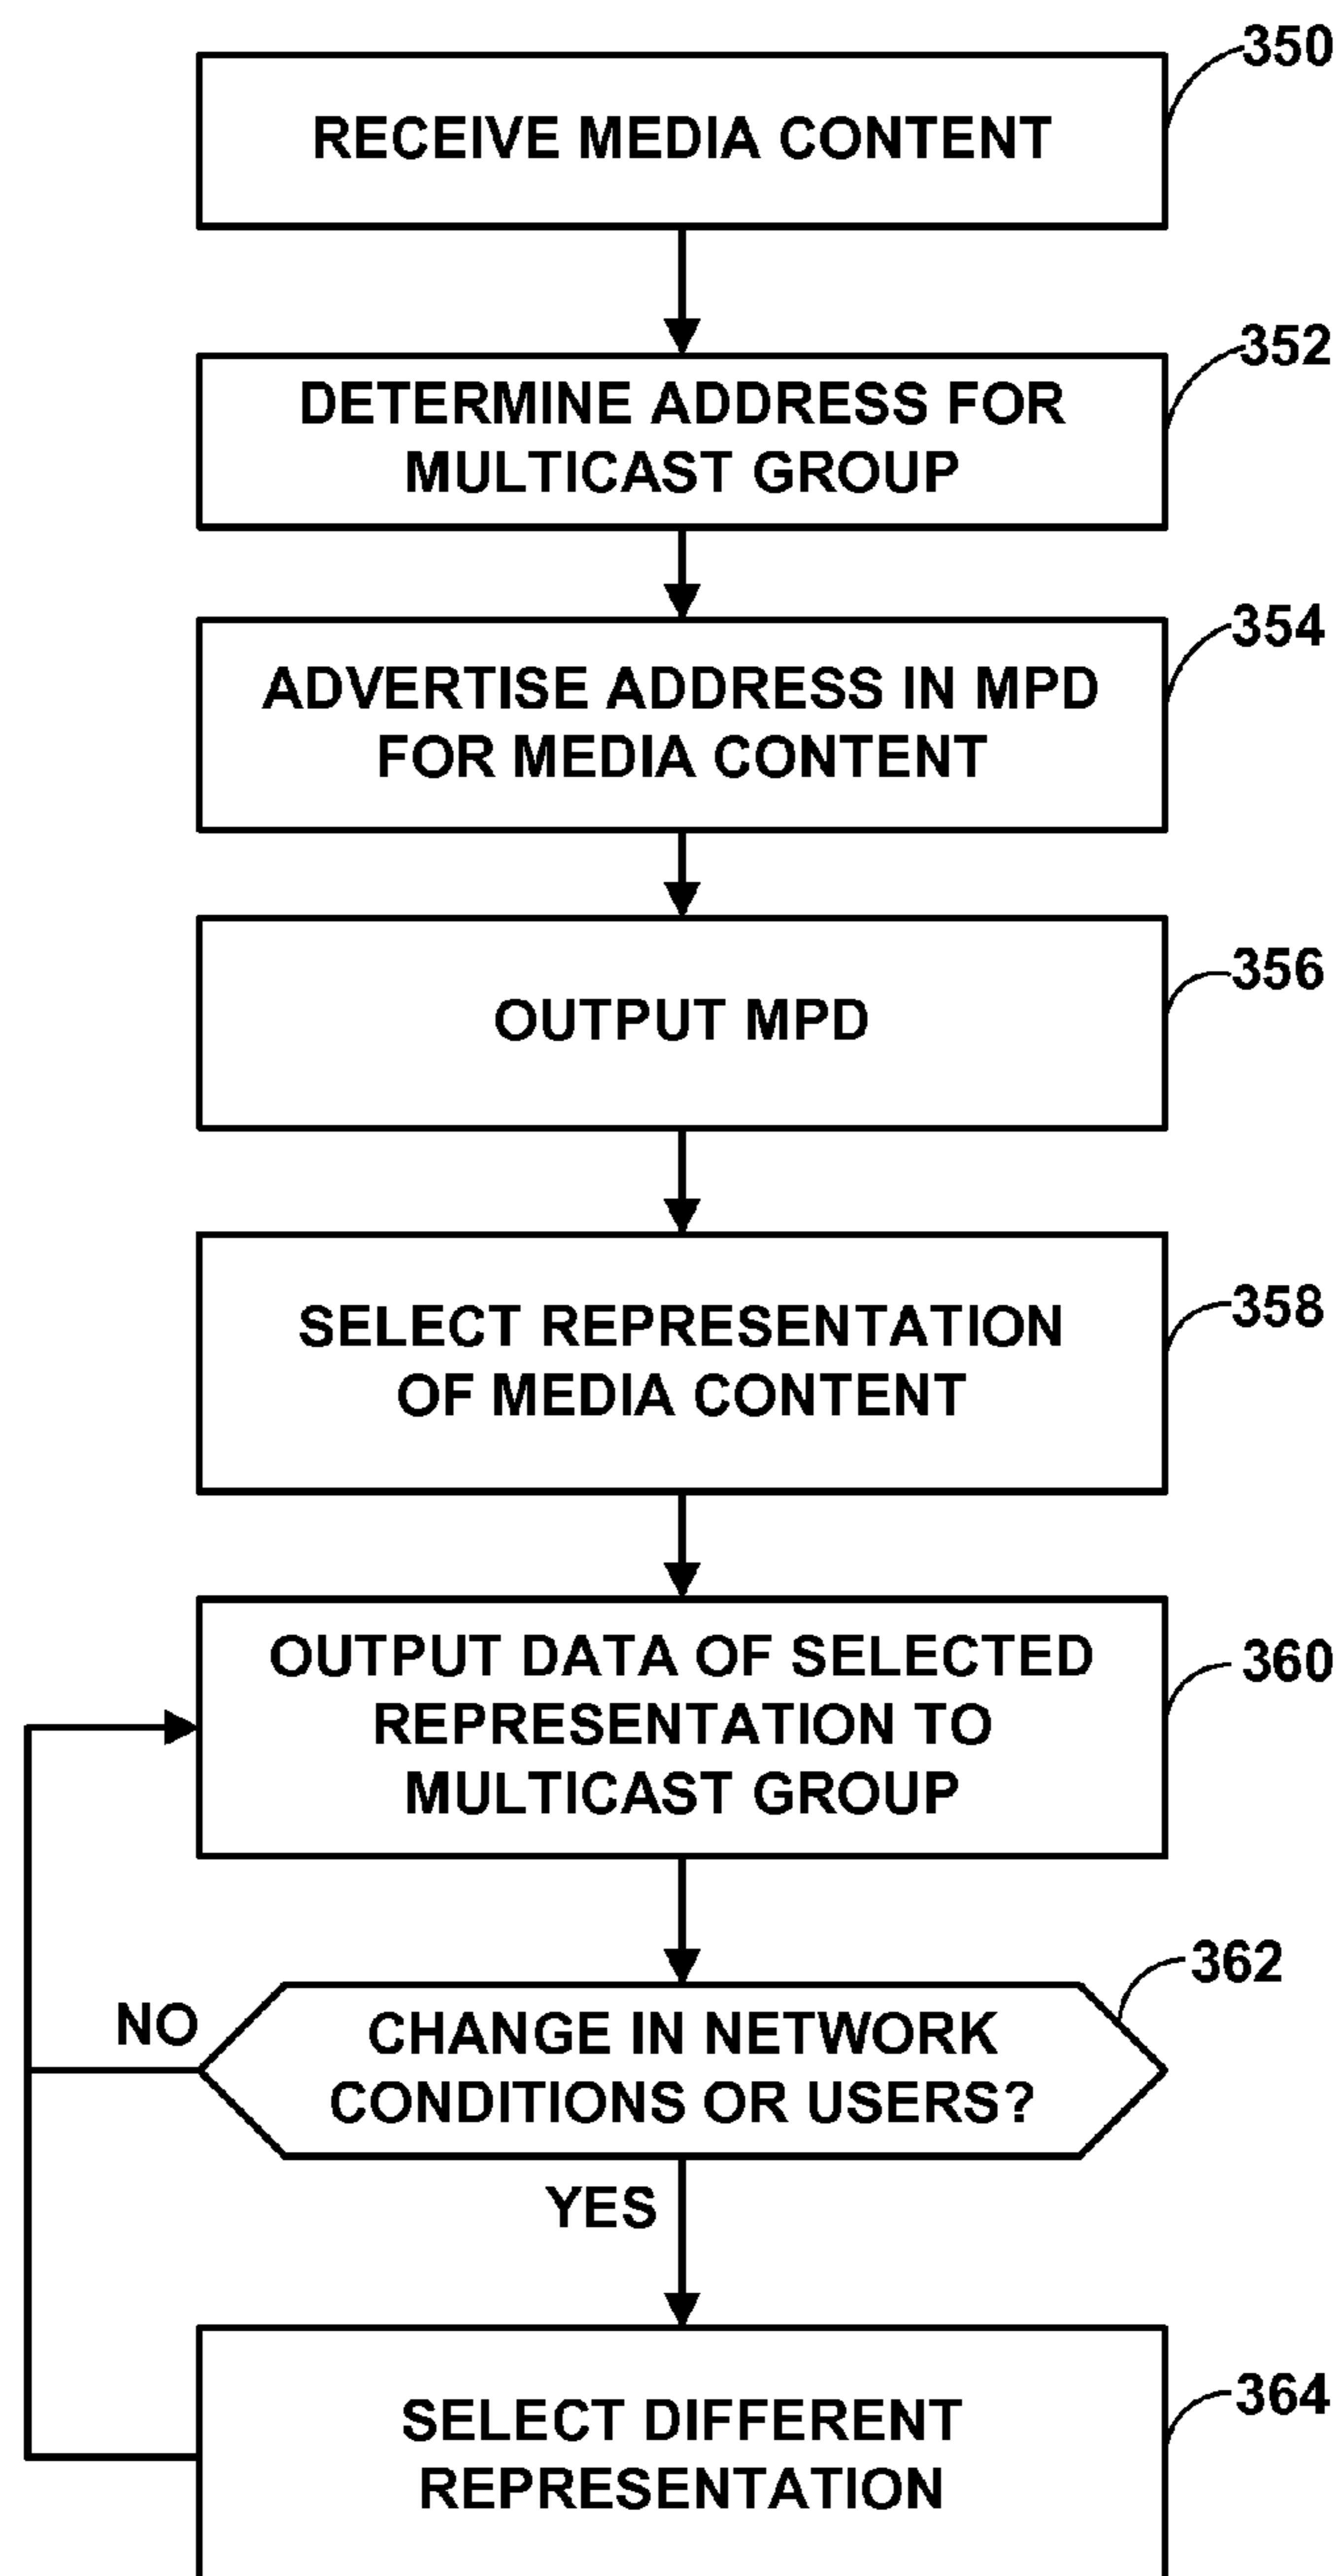 350
RECEIVE MEDIA CONTENT
352
DETERMINE ADDRESS FOR
MULTICAST GROUP
354
ADVERTISE ADDRESS IN MPD
FOR MEDIA CONTENT
356
OUTPUT MPD
358
SELECT REPRESENTATION
OF MEDIA CONTENT
360
OUTPUT DATA OF SELECTED
REPRESENTATION TO
MULTICAST GROUP
362
NO
CHANGE IN NETWORK
CONDITIONS OR USERS?
YES
364
SELECT DIFFERENT
REPRESENTATION